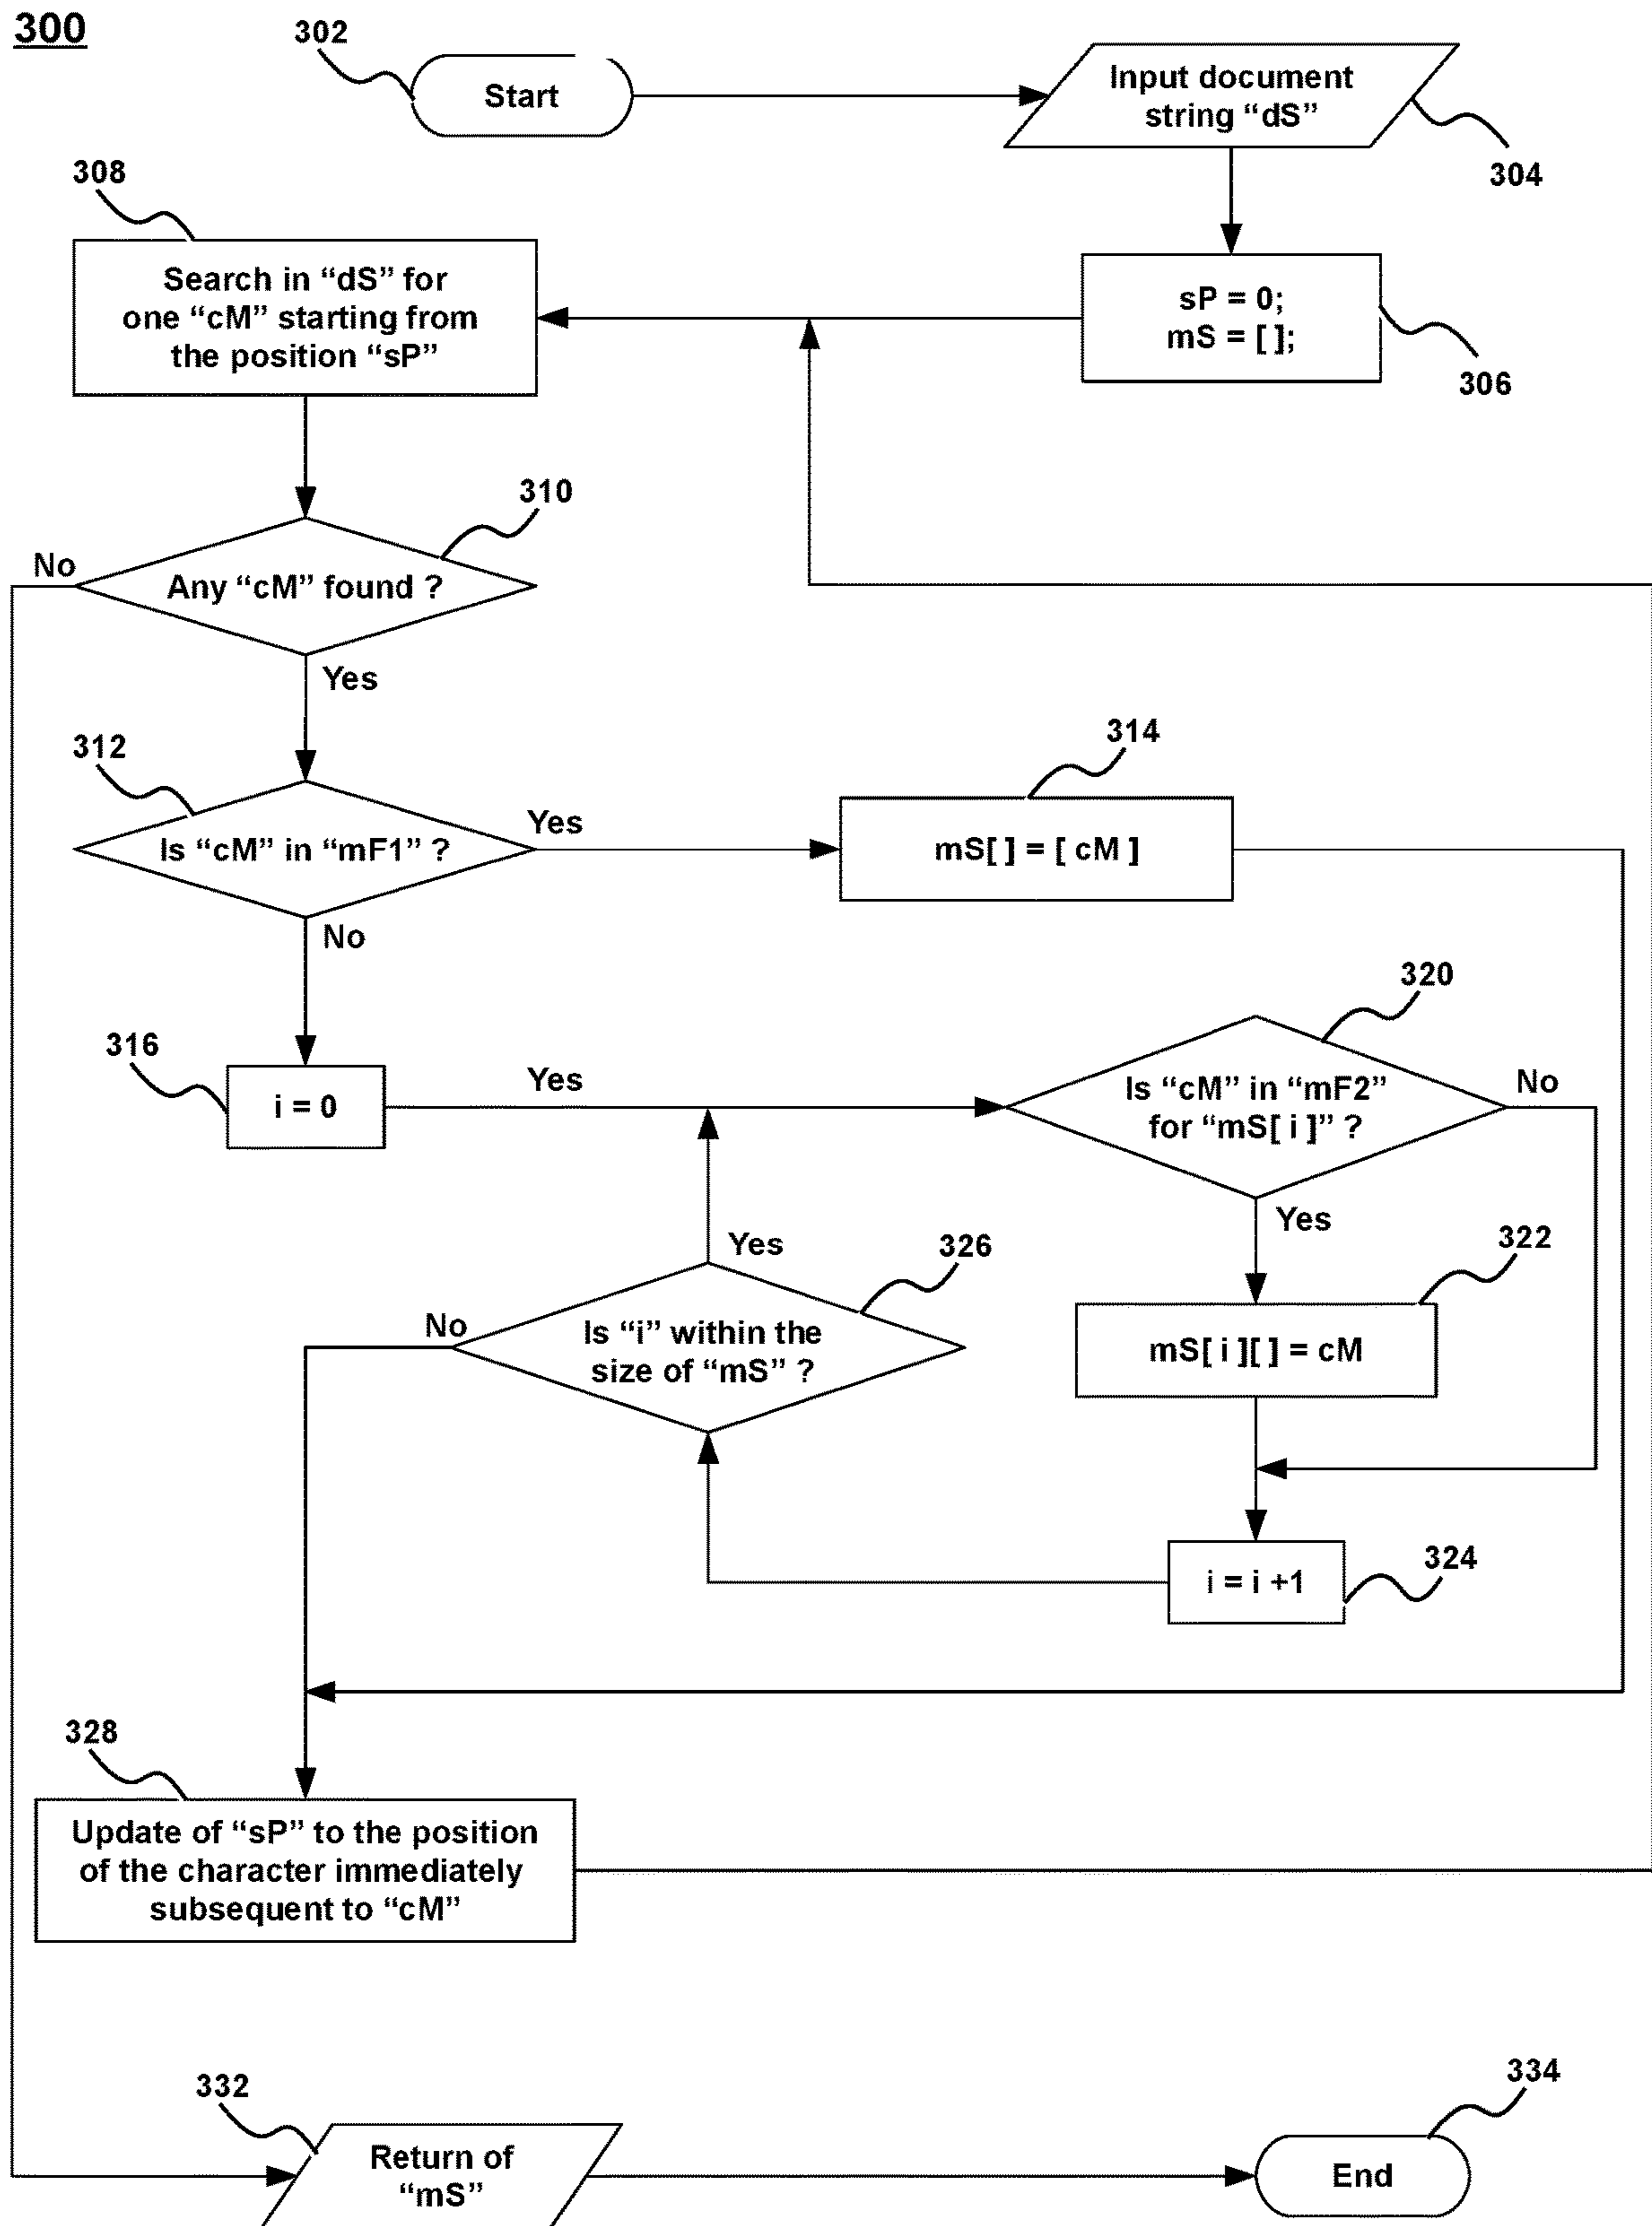 300
302
Start
Input document
string “dS”
304
308
Search in “dS” for
one “cM” starting from
the position “sP”
sP = 0;
mS = [ ];
306
310
No
Any “cM” found ?
Yes
312
314
Is “cM” in “mF1” ?
Yes
mS[ ] = [ cM ]
No
320
316
i = 0
Yes
Is “cM” in “mF2”
for “mS[ i ]” ?
No
Yes
322
326
Yes
No
Is “i” within the
size of “mS” ?
mS[ i ][ ] = cM
324
i = i +1
328
Update of “sP” to the position
of the character immediately
subsequent to “cM”
332
334
Return of
“mS”
End